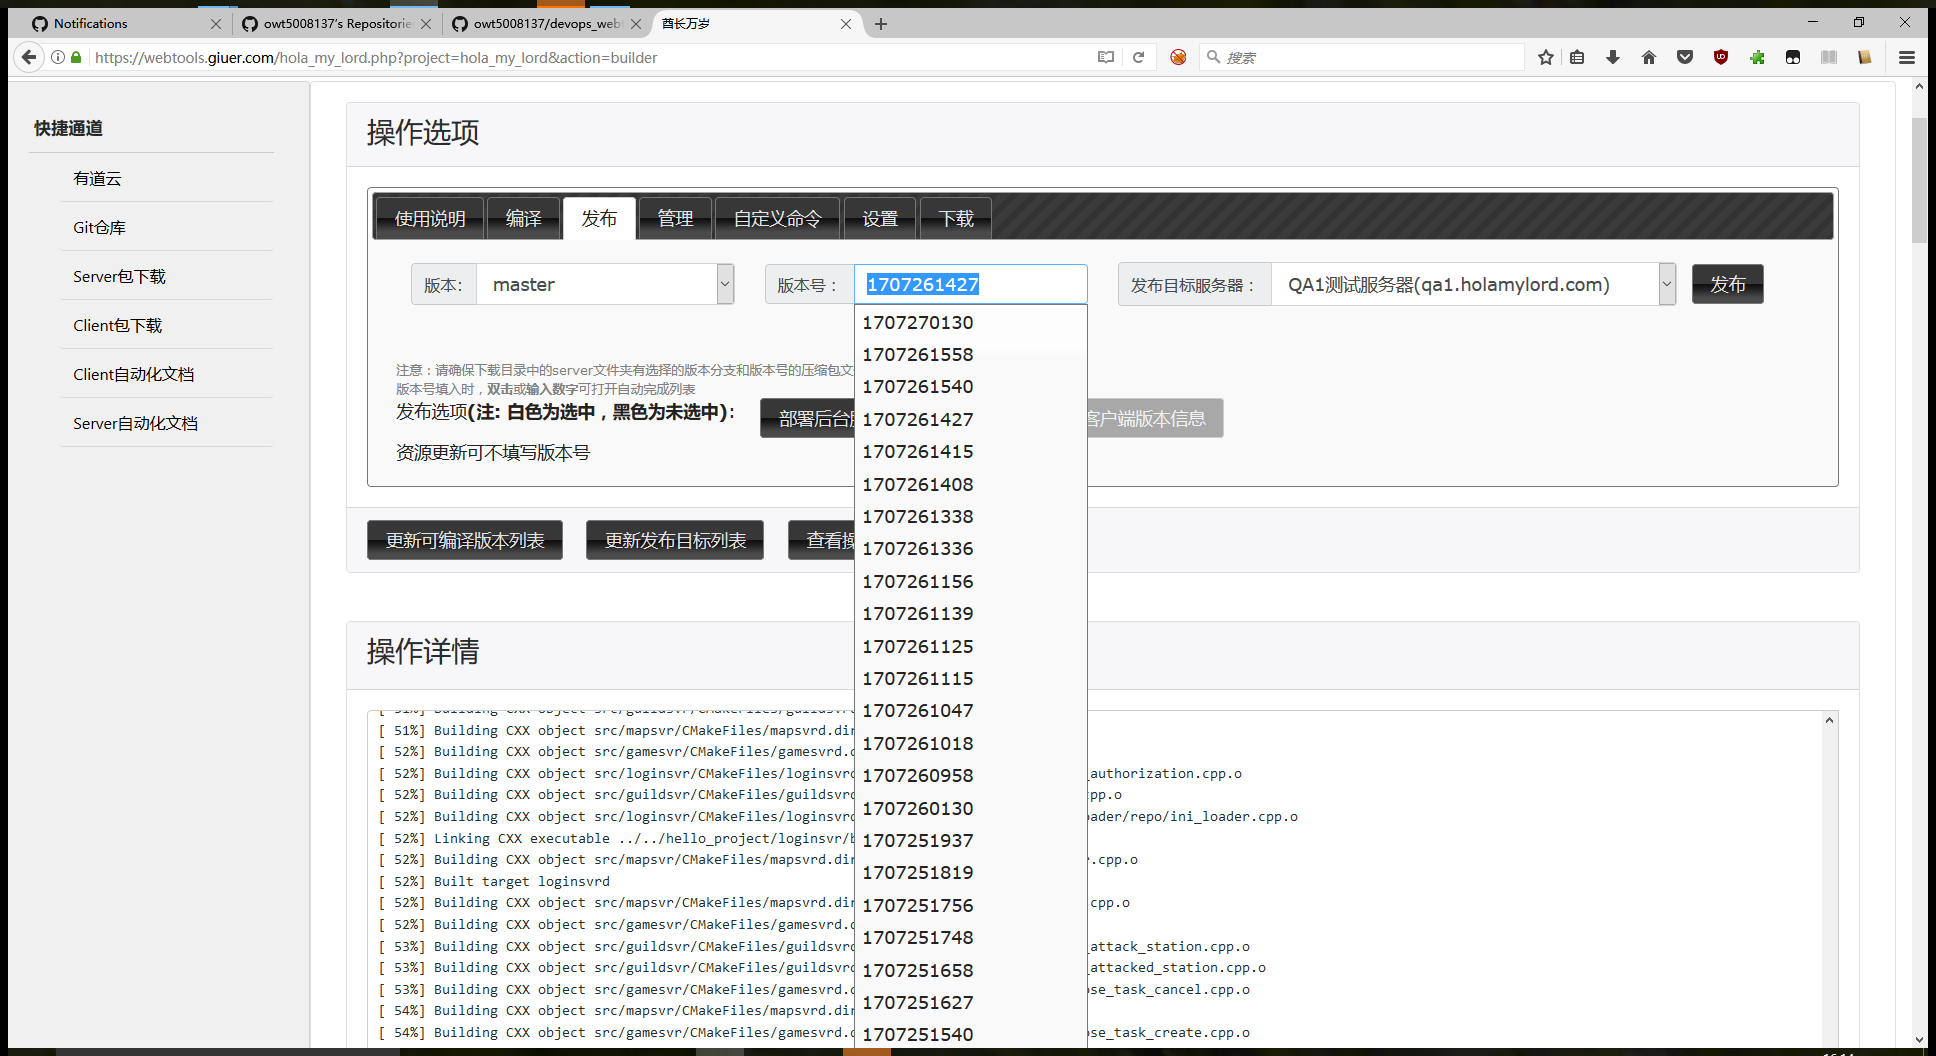 Notifications
owt5008137's Repositorie
owt5008137/devops_webt
酋长万岁
https://webtools.giuer.com/hola_my_lord.php?project=hola_my_lord&action=builder
搜索
快捷通道
有道云
Git仓库
Server包下载
Client包下载
Client自动化文档
Server自动化文档
操作选项
使用说明 编译 发布 管理 自定义命令 设置 下载
版本: master
版本号： 1707261427
发布目标服务器： QA1测试服务器(qa1.holamylord.com)
发布
注意：请确保下载目录中的server文件夹有选择的版本分支和版本号的压缩包文
版本号填入时，双击或输入数字可打开自动完成列表
发布选项(注: 白色为选中，黑色为未选中):
部署后台
客户端版本信息
资源更新可不填写版本号
更新可编译版本列表 更新发布目标列表 查看操
1707270130
1707261558
1707261540
1707261427
1707261415
1707261408
1707261338
1707261336
1707261156
1707261139
1707261125
1707261115
1707261047
1707261018
1707260958
1707260130
1707251937
1707251819
1707251756
1707251748
1707251658
1707251627
1707251540
操作详情
[ 51%] Building CXX object src/guildsvr/CMakeFiles/guildsvr
[ 51%] Building CXX object src/mapsvr/CMakeFiles/mapsvrd.dir
[ 52%] Building CXX object src/gamesvr/CMakeFiles/gamesvrd.
[ 52%] Building CXX object src/loginsvr/CMakeFiles/loginsvrd _authorization.cpp.o
[ 52%] Building CXX object src/guildsvr/CMakeFiles/guildsvrd cpp.o
[ 52%] Building CXX object src/loginsvr/CMakeFiles/loginsvrd ader/repo/ini_loader.cpp.o
[ 52%] Linking CXX executable ../../hello_project/loginsvr/b
[ 52%] Building CXX object src/mapsvr/CMakeFiles/mapsvrd.dir .cpp.o
[ 52%] Built target loginsvrd
[ 52%] Building CXX object src/mapsvr/CMakeFiles/mapsvrd.dir cpp.o
[ 52%] Building CXX object src/gamesvr/CMakeFiles/gamesvrd.
[ 53%] Building CXX object src/guildsvr/CMakeFiles/guildsvrd _attack_station.cpp.o
[ 53%] Building CXX object src/guildsvr/CMakeFiles/guildsvrd _attacked_station.cpp.o
[ 53%] Building CXX object src/gamesvr/CMakeFiles/gamesvrd. ose_task_cancel.cpp.o
[ 54%] Building CXX object src/mapsvr/CMakeFiles/mapsvrd.dir
[ 54%] Building CXX object src/gamesvr/CMakeFiles/gamesvrd. ose_task_create.cpp.o